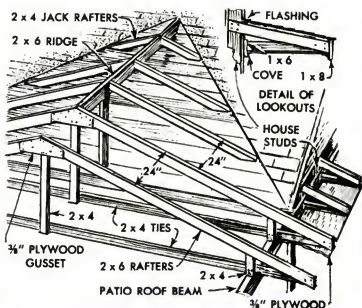 2 x 4 JACK RAFTERS
2 x 6 RIDGE
FLASHING
1 x 6
COVE 1 x 8
DETAIL OF
LOOKOUTS
HOUSE
STUDS
24"
24"
2 x 4
2 x 4 TIES
⅜" PLYWOOD
GUSSET
2 x 6 RAFTERS
2 x 4
PATIO ROOF BEAM
⅜" PLYWOOD